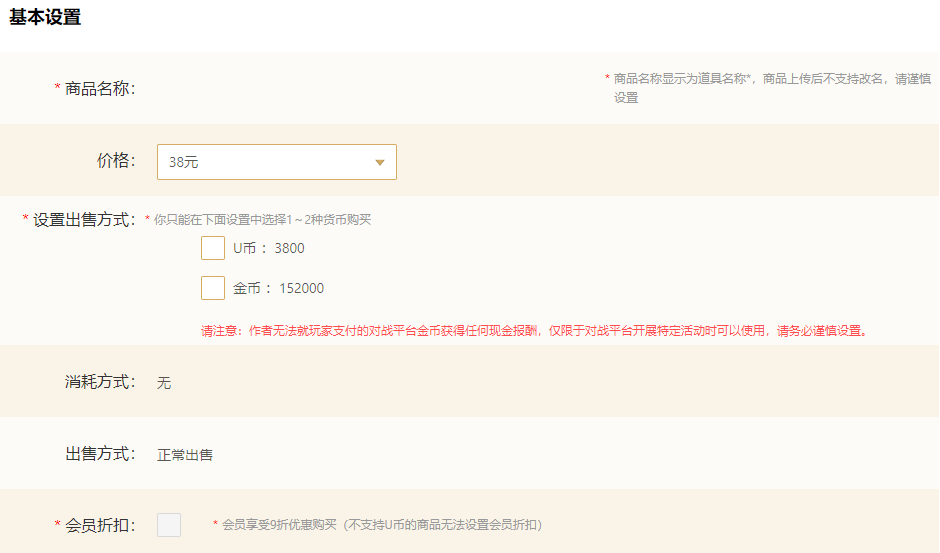 基本设置
* 商品名称：
* 商品名称显示为道具名称*，商品上传后不支持改名，请谨慎
设置
价格：
38元
* 设置出售方式：* 你只能在下面设置中选择1～2种货币购买
U币 ：3800
金币 ：152000
请注意：作者无法就玩家支付的对战平台金币获得任何现金报酬，仅限于对战平台开展特定活动时可以使用，请务必谨慎设置。
消耗方式：无
出售方式：正常出售
* 会员折扣：
* 会员享受9折优惠购买（不支持U币的商品无法设置会员折扣）